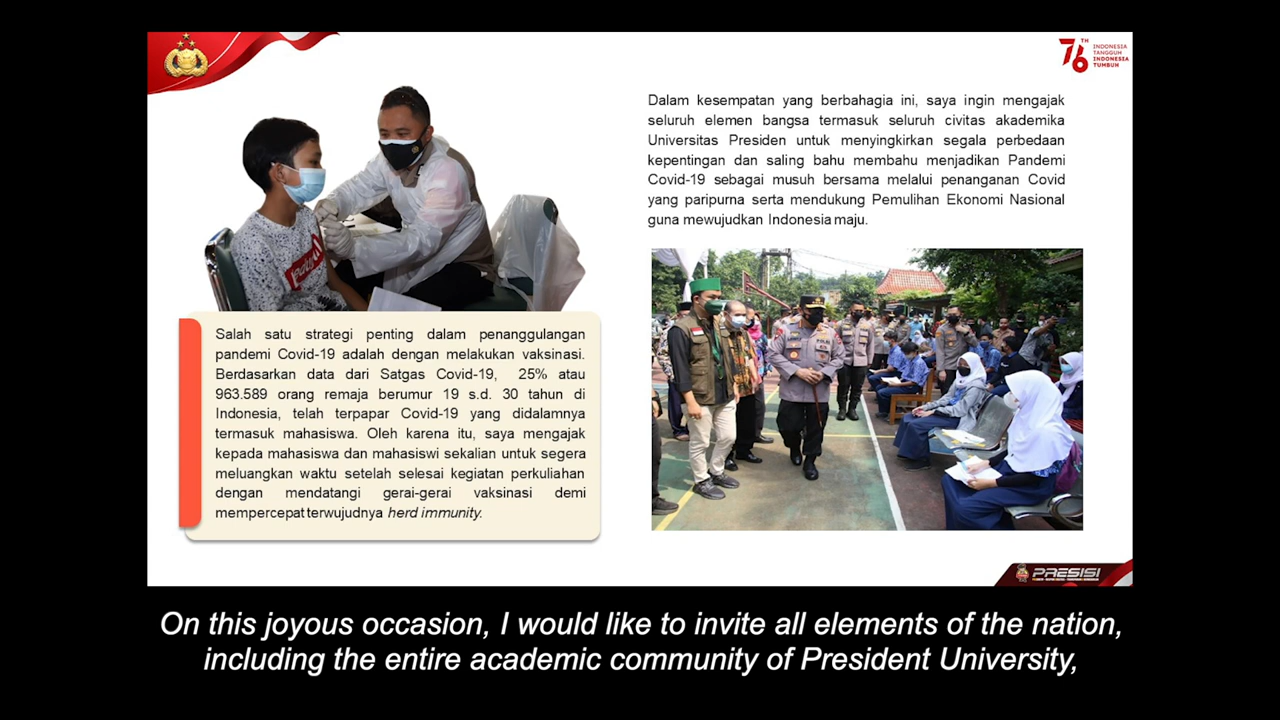 76 TH
INDONESIA
TANGGUH
INDONESIA
TUMBUH
Dalam kesempatan yang berbahagia ini, saya ingin mengajak
seluruh elemen bangsa termasuk seluruh civitas akademika
Universitas Presiden untuk menyingkirkan segala perbedaan
kepentingan dan saling bahu membahu menjadikan Pandemi
Covid-19 sebagai musuh bersama melalui penanganan Covid
yang paripurna serta mendukung Pemulihan Ekonomi Nasional
guna mewujudkan Indonesia maju.
Salah satu strategi penting dalam penanggulangan
pandemi Covid-19 adalah dengan melakukan vaksinasi.
Berdasarkan data dari Satgas Covid-19, 25% atau
963.589 orang remaja berumur 19 s.d. 30 tahun di
Indonesia, telah terpapar Covid-19 yang didalamnya
termasuk mahasiswa. Oleh karena itu, saya mengajak
kepada mahasiswa dan mahasiswi sekalian untuk segera
meluangkan waktu setelah selesai kegiatan perkuliahan
dengan mendatangi gerai-gerai vaksinasi demi
mempercepat terwujudnya herd immunity.
PRESISI
On this joyous occasion, I would like to invite all elements of the nation,
including the entire academic community of President University,